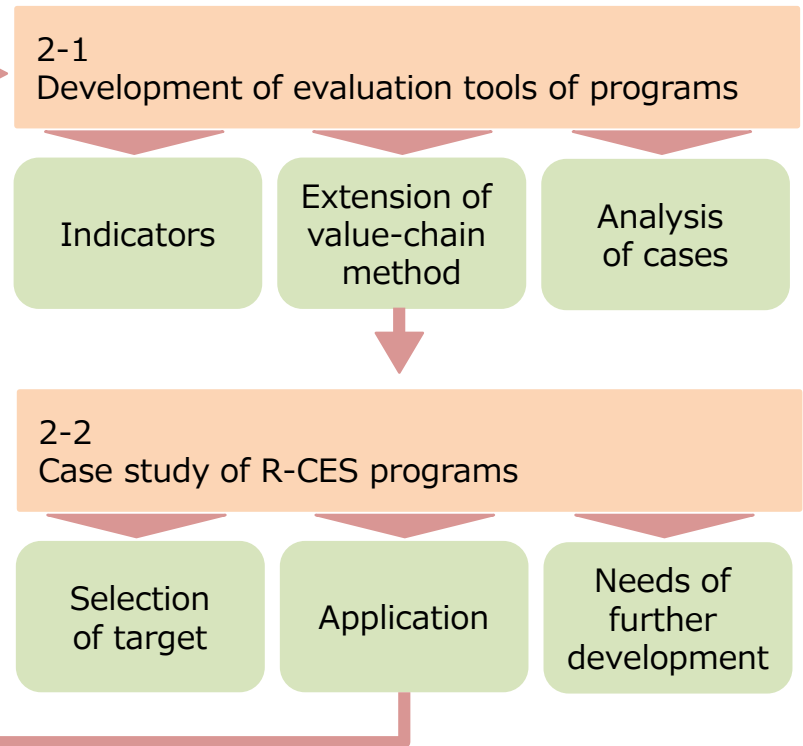 2-1
Development of evaluation tools of programs
Indicators
Extension of
value-chain
method
Analysis
of cases
2-2
Case study of R-CES programs
Selection
of target
Application
Needs of
further
development